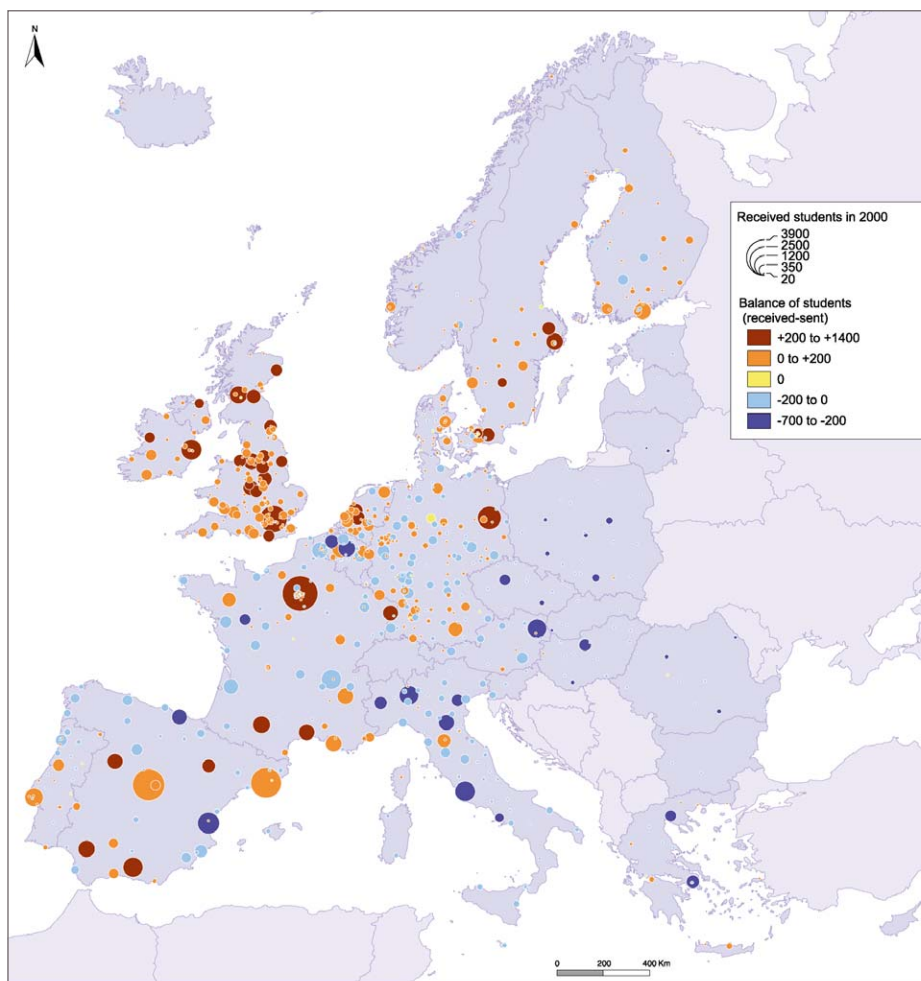 N
Received students in 2000
3900
2500
1200
350
20
Balance of students
(received-sent)
+200 to +1400
0 to +200
0
-200 to 0
-700 to -200
0 200 400 Km